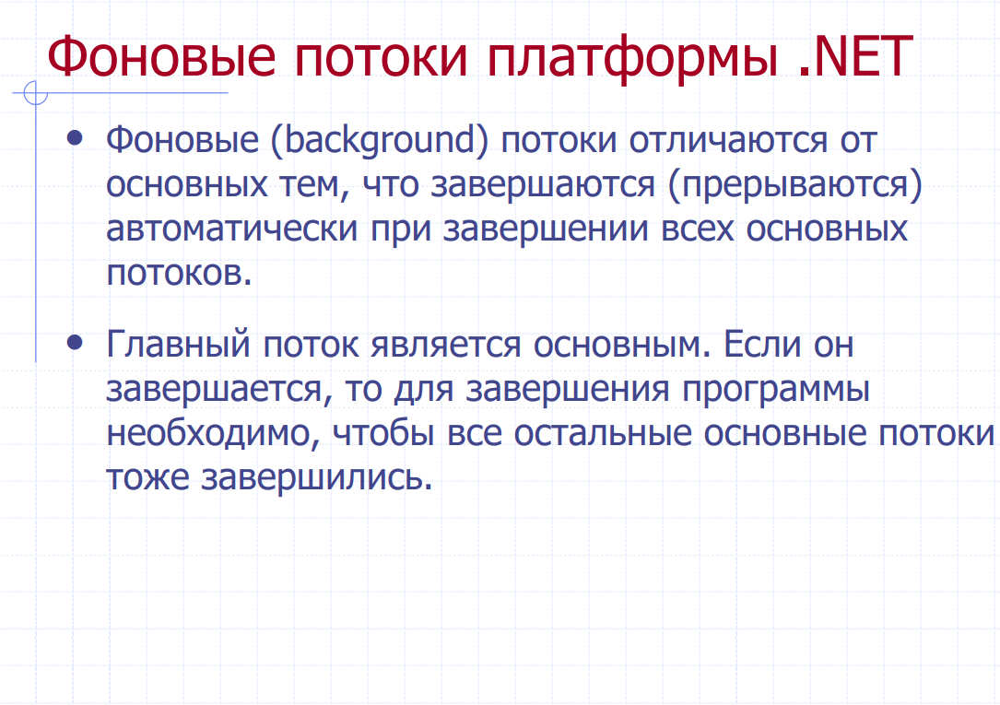 Фоновые потоки платформы .NET
• Фоновые (background) потоки отличаются от
основных тем, что завершаются (прерываются)
автоматически при завершении всех основных
потоков.
• Главный поток является основным. Если он
завершается, то для завершения программы
необходимо, чтобы все остальные основные потоки
тоже завершились.